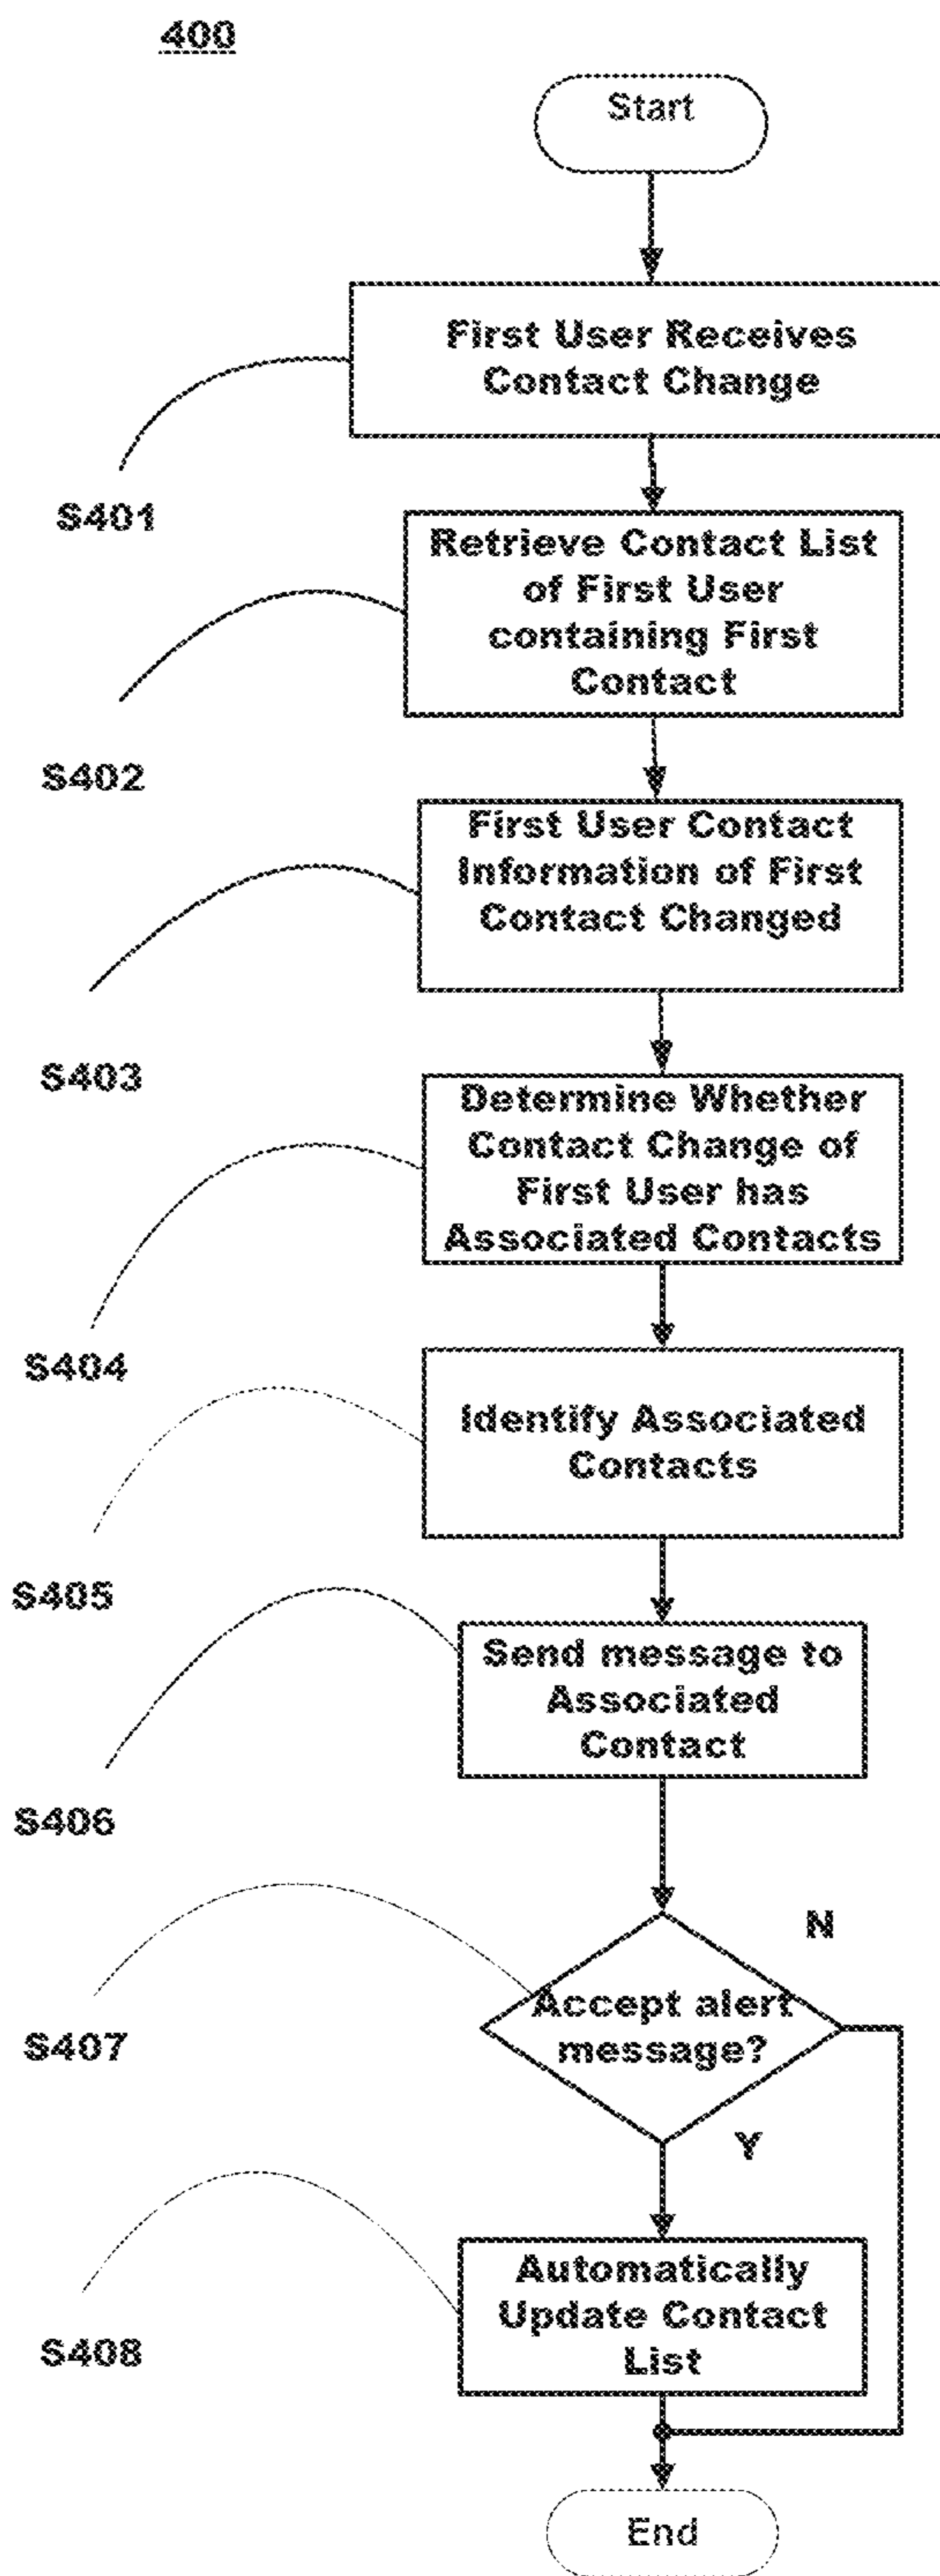 400
Start
First User Receives
Contact Change
S401
Retrieve Contact List
of First User
containing First
Contact
S402
First User Contact
Information of First
Contact Changed
S403
Determine Whether
Contact Change of
First User has
Associated Contacts
S404
Identify Associated
Contacts
S405
Send message to
Associated
Contact
S406
N
Accept alert
message?
S407
Y
Automatically
Update Contact
List
S408
End